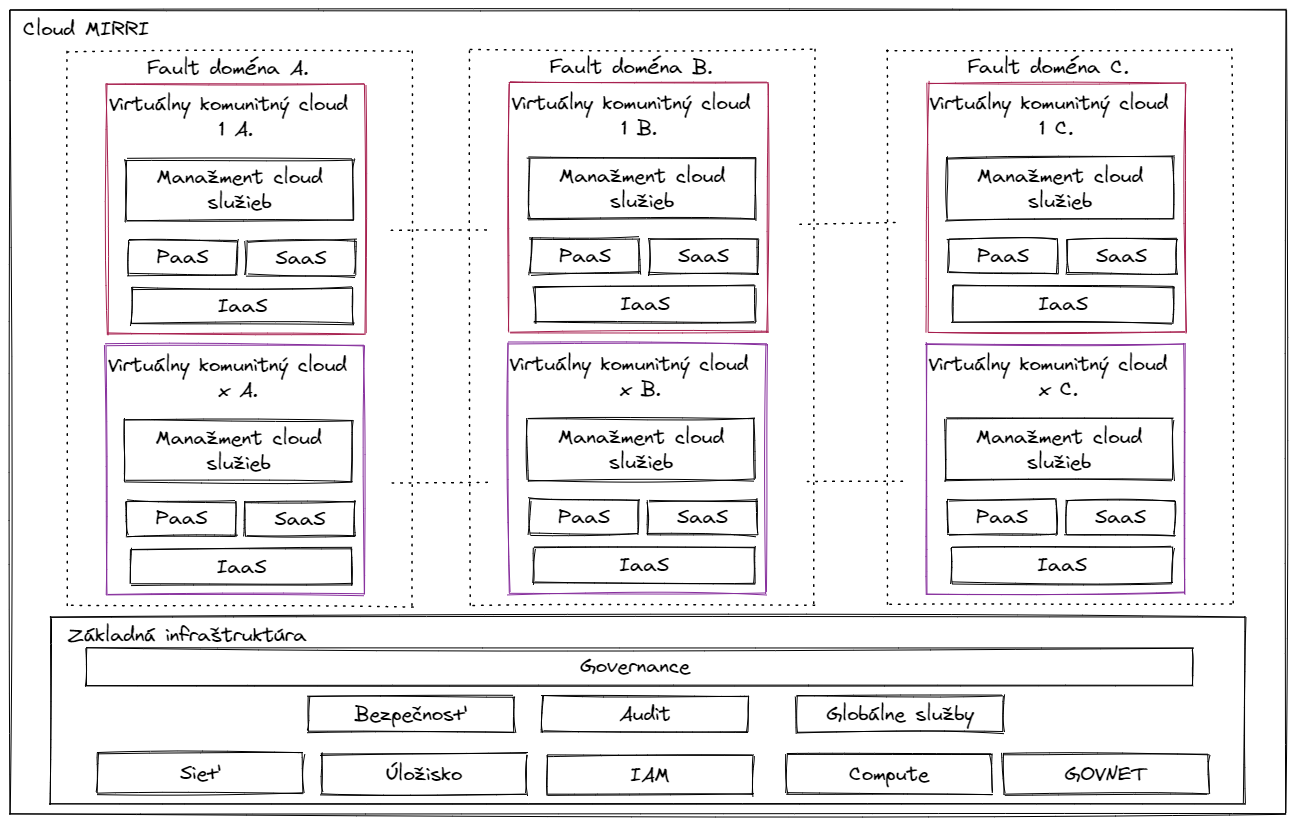 Cloud MIRRI
Fault doména A.
Virtuálny komunitný cloud
1 A.
Manažment cloud
služieb
PaaS
SaaS
IaaS
Virtuálny komunitný cloud
x A.
Manažment cloud
služieb
PaaS
SaaS
IaaS
Fault doména B.
Virtuálny komunitný cloud
1 B.
Manažment cloud
služieb
PaaS
SaaS
IaaS
Virtuálny komunitný cloud
x B.
Manažment cloud
služieb
PaaS
SaaS
IaaS
Fault doména C.
Virtuálny komunitný cloud
1 C.
Manažment cloud
služieb
PaaS
SaaS
IaaS
Virtuálny komunitný cloud
x C.
Manažment cloud
služieb
PaaS
SaaS
IaaS
Základná infraštruktúra
Governance
Bezpečnosť
Audit
Globálne služby
Sieť
Úložisko
IAM
Compute
GOVNET